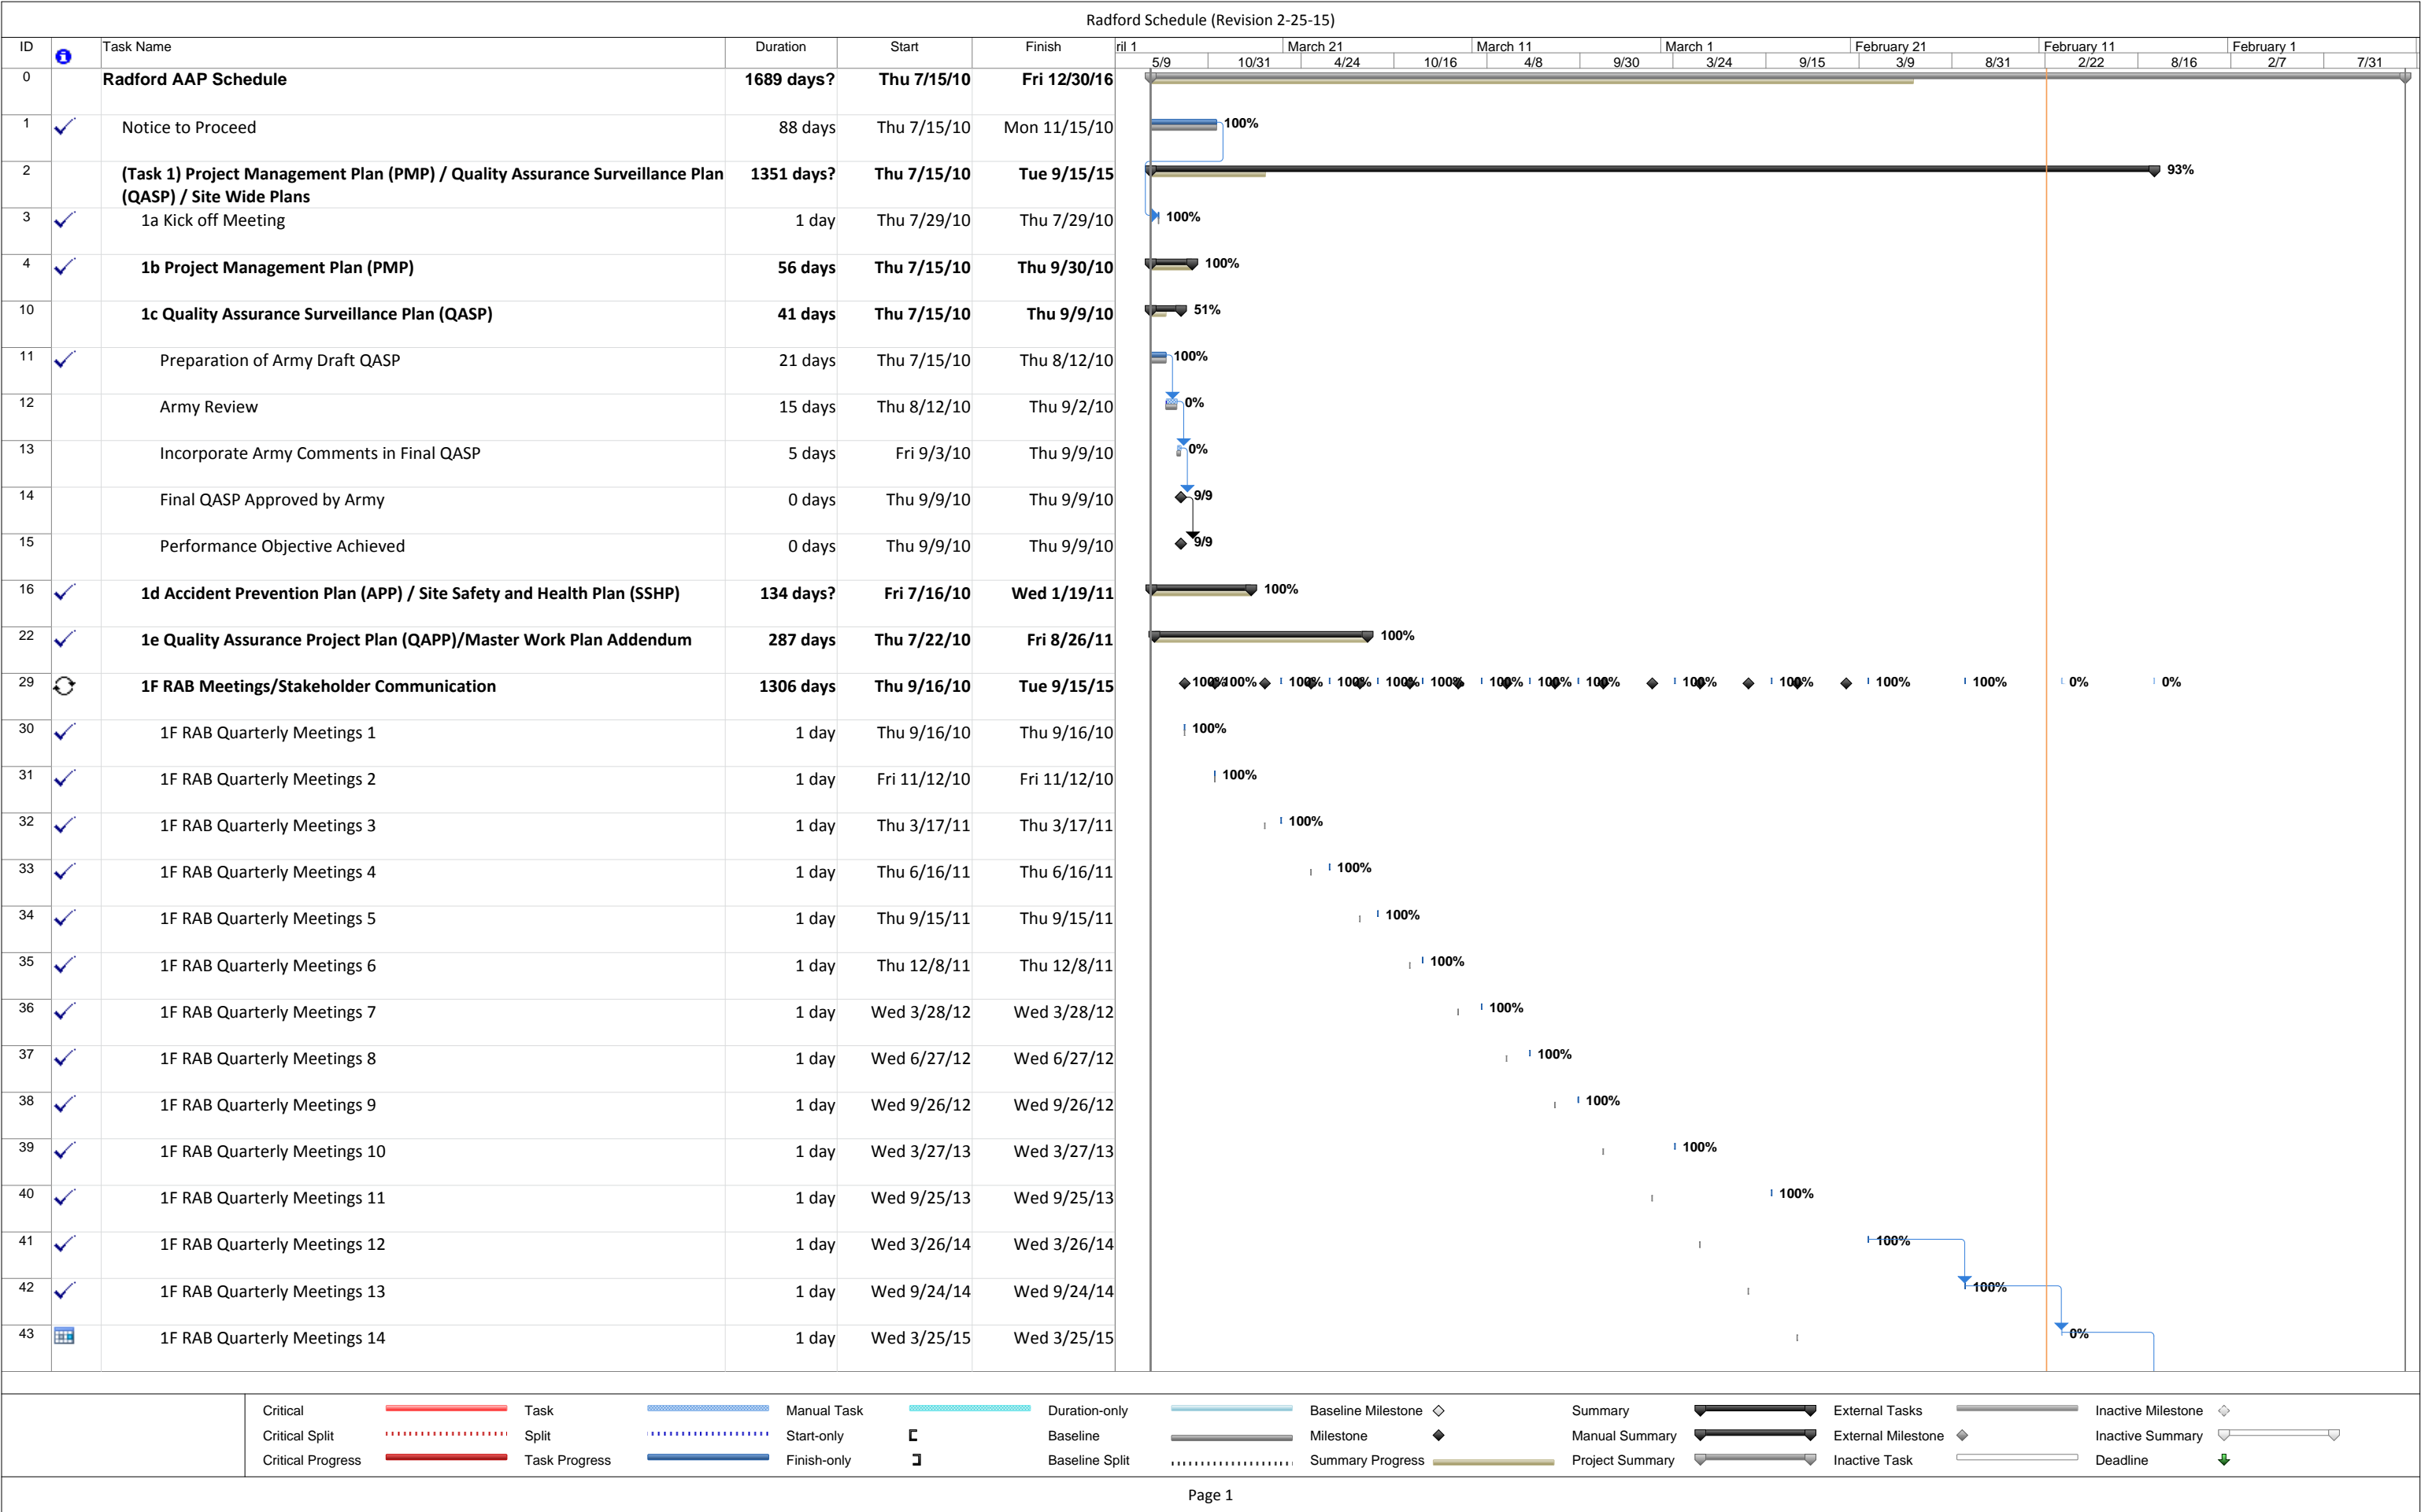 Radford Schedule (Revision 2-25-15)
ID Task Name Duration Start Finish ril 1 March 21 March 11 March 1 February 21 February 11 February 1
5/9 10/31 4/24 10/16 4/8 9/30 3/24 9/15 3/9 8/31 2/22 8/16 2/7 7/31
0 Radford AAP Schedule 1689 days? Thu 7/15/10 Fri 12/30/16
1 Notice to Proceed 88 days Thu 7/15/10 Mon 11/15/10 100%
2 (Task 1) Project Management Plan (PMP) / Quality Assurance Surveillance Plan 1351 days? Thu 7/15/10 Tue 9/15/15 93%
(QASP) / Site Wide Plans
3 1a Kick off Meeting 1 day Thu 7/29/10 Thu 7/29/10 100%
4 1b Project Management Plan (PMP) 56 days Thu 7/15/10 Thu 9/30/10 100%
10 1c Quality Assurance Surveillance Plan (QASP) 41 days Thu 7/15/10 Thu 9/9/10 51%
11 Preparation of Army Draft QASP 21 days Thu 7/15/10 Thu 8/12/10 100%
12 Army Review 15 days Thu 8/12/10 Thu 9/2/10 0%
13 Incorporate Army Comments in Final QASP 5 days Fri 9/3/10 Thu 9/9/10 0%
14 Final QASP Approved by Army 0 days Thu 9/9/10 Thu 9/9/10 9/9
15 Performance Objective Achieved 0 days Thu 9/9/10 Thu 9/9/10 9/9
16 1d Accident Prevention Plan (APP) / Site Safety and Health Plan (SSHP) 134 days? Fri 7/16/10 Wed 1/19/11 100%
22 1e Quality Assurance Project Plan (QAPP)/Master Work Plan Addendum 287 days Thu 7/22/10 Fri 8/26/11 100%
29 1F RAB Meetings/Stakeholder Communication 1306 days Thu 9/16/10 Tue 9/15/15 100% 100% 100% 100% 100% 100% 100% 100% 100% 100% 100% 100% 100% 0% 0%
30 1F RAB Quarterly Meetings 1 1 day Thu 9/16/10 Thu 9/16/10 100%
31 1F RAB Quarterly Meetings 2 1 day Fri 11/12/10 Fri 11/12/10 100%
32 1F RAB Quarterly Meetings 3 1 day Thu 3/17/11 Thu 3/17/11 100%
33 1F RAB Quarterly Meetings 4 1 day Thu 6/16/11 Thu 6/16/11 100%
34 1F RAB Quarterly Meetings 5 1 day Thu 9/15/11 Thu 9/15/11 100%
35 1F RAB Quarterly Meetings 6 1 day Thu 12/8/11 Thu 12/8/11 100%
36 1F RAB Quarterly Meetings 7 1 day Wed 3/28/12 Wed 3/28/12 100%
37 1F RAB Quarterly Meetings 8 1 day Wed 6/27/12 Wed 6/27/12 100%
38 1F RAB Quarterly Meetings 9 1 day Wed 9/26/12 Wed 9/26/12 100%
39 1F RAB Quarterly Meetings 10 1 day Wed 3/27/13 Wed 3/27/13 100%
40 1F RAB Quarterly Meetings 11 1 day Wed 9/25/13 Wed 9/25/13 100%
41 1F RAB Quarterly Meetings 12 1 day Wed 3/26/14 Wed 3/26/14 100%
42 1F RAB Quarterly Meetings 13 1 day Wed 9/24/14 Wed 9/24/14 100%
43 1F RAB Quarterly Meetings 14 1 day Wed 3/25/15 Wed 3/25/15 0%
Critical Task Manual Task Duration-only Baseline Milestone Summary External Tasks Inactive Milestone
Critical Split Split Start-only Baseline Milestone Manual Summary External Milestone Inactive Summary
Critical Progress Task Progress Finish-only Baseline Split Summary Progress Project Summary Inactive Task Deadline
Page 1